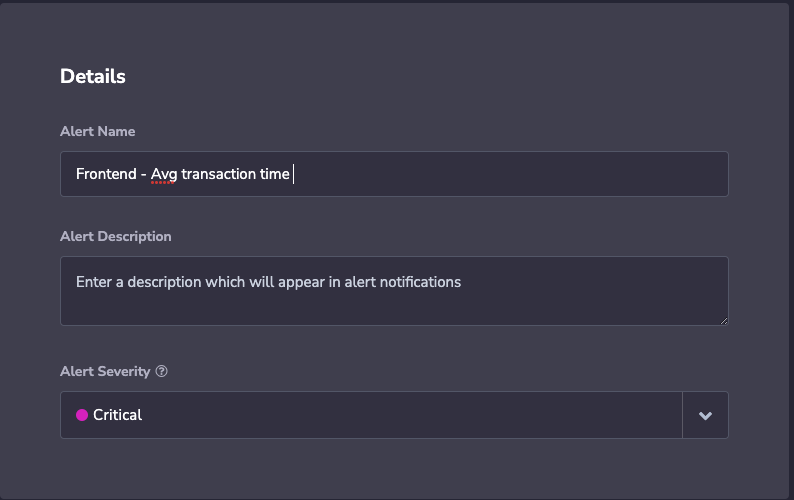 Details
Alert Name
Frontend - Avg transaction time
Alert Description
Enter a description which will appear in alert notifications
Alert Severity ?
Critical